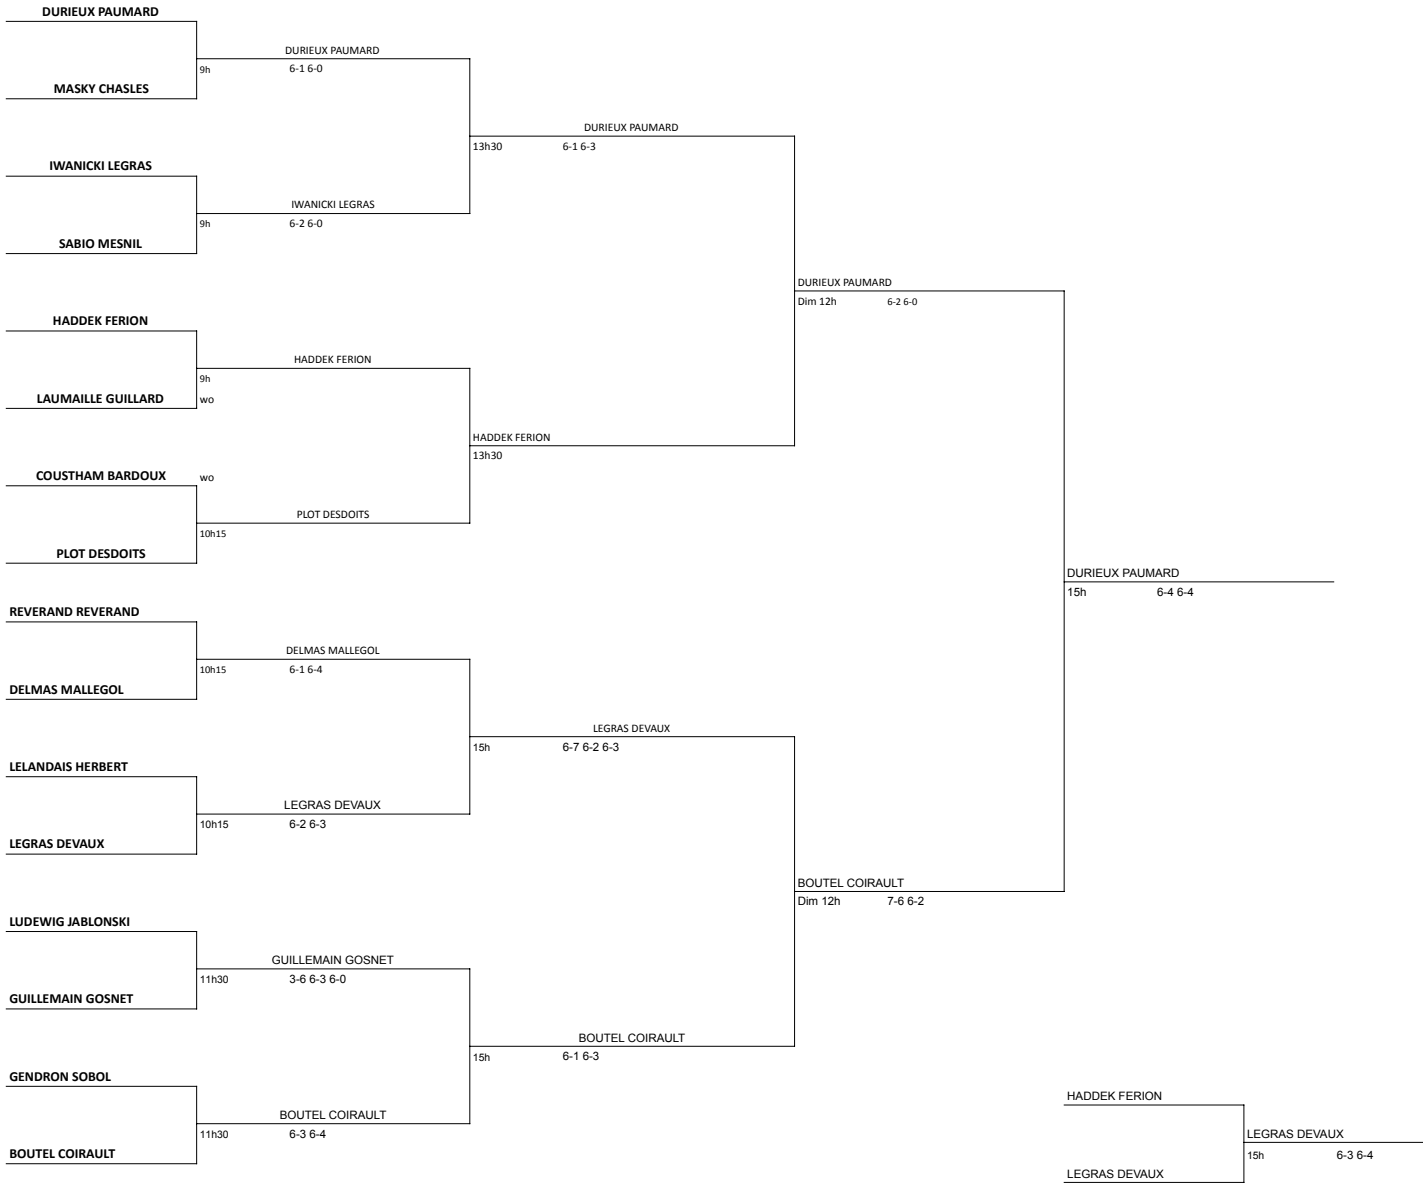 DURIEUX PAUMARD
DURIEUX PAUMARD
9h 6-1 6-0
MASKY CHASLES
DURIEUX PAUMARD
13h30 6-1 6-3
IWANICKI LEGRAS
IWANICKI LEGRAS
9h 6-2 6-0
SABIO MESNIL
DURIEUX PAUMARD
Dim 12h 6-2 6-0
HADDEK FERION
HADDEK FERION
9h
LAUMAILLE GUILLARD wo
HADDEK FERION
13h30
COUSTHAM BARDOUX wo
PLOT DESDOITS
10h15
PLOT DESDOITS
DURIEUX PAUMARD
15h 6-4 6-4
REVERAND REVERAND
DELMAS MALLEGOL
10h15 6-1 6-4
DELMAS MALLEGOL
LEGRAS DEVAUX
15h 6-7 6-2 6-3
LELANDAIS HERBERT
LEGRAS DEVAUX
10h15 6-2 6-3
LEGRAS DEVAUX
BOUTEL COIRAULT
Dim 12h 7-6 6-2
LUDEWIG JABLONSKI
GUILLEMAIN GOSNET
11h30 3-6 6-3 6-0
GUILLEMAIN GOSNET
BOUTEL COIRAULT
15h 6-1 6-3
GENDRON SOBOL
BOUTEL COIRAULT
11h30 6-3 6-4
BOUTEL COIRAULT
HADDEK FERION
LEGRAS DEVAUX
15h 6-3 6-4
LEGRAS DEVAUX